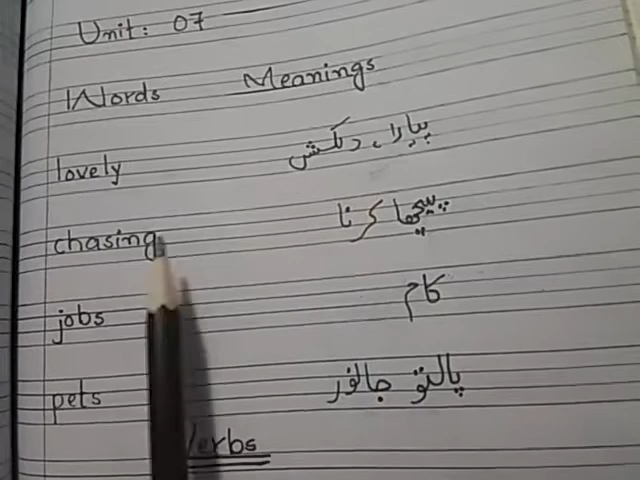 Unit: 07
Words Meanings
lovely پیارا، دلکش
chasing پیچھا کرنا
jobs کام
pets پالتو جانور
Verbs